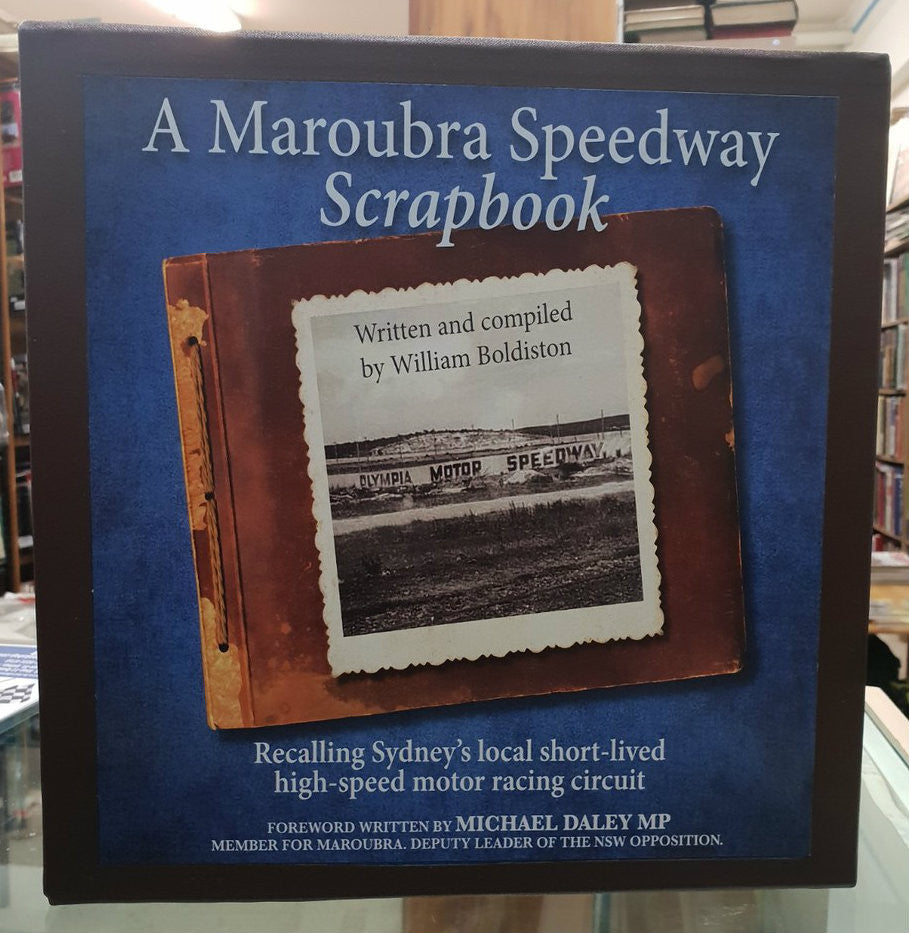 A Maroubra Speedway
Scrapbook
Written and compiled
by William Boldiston
OLYMPIA MOTOR SPEEDWAY
Recalling Sydney's local short-lived
high-speed motor racing circuit
FOREWORD WRITTEN BY MICHAEL DALEY MP
MEMBER FOR MAROUBRA. DEPUTY LEADER OF THE NSW OPPOSITION.